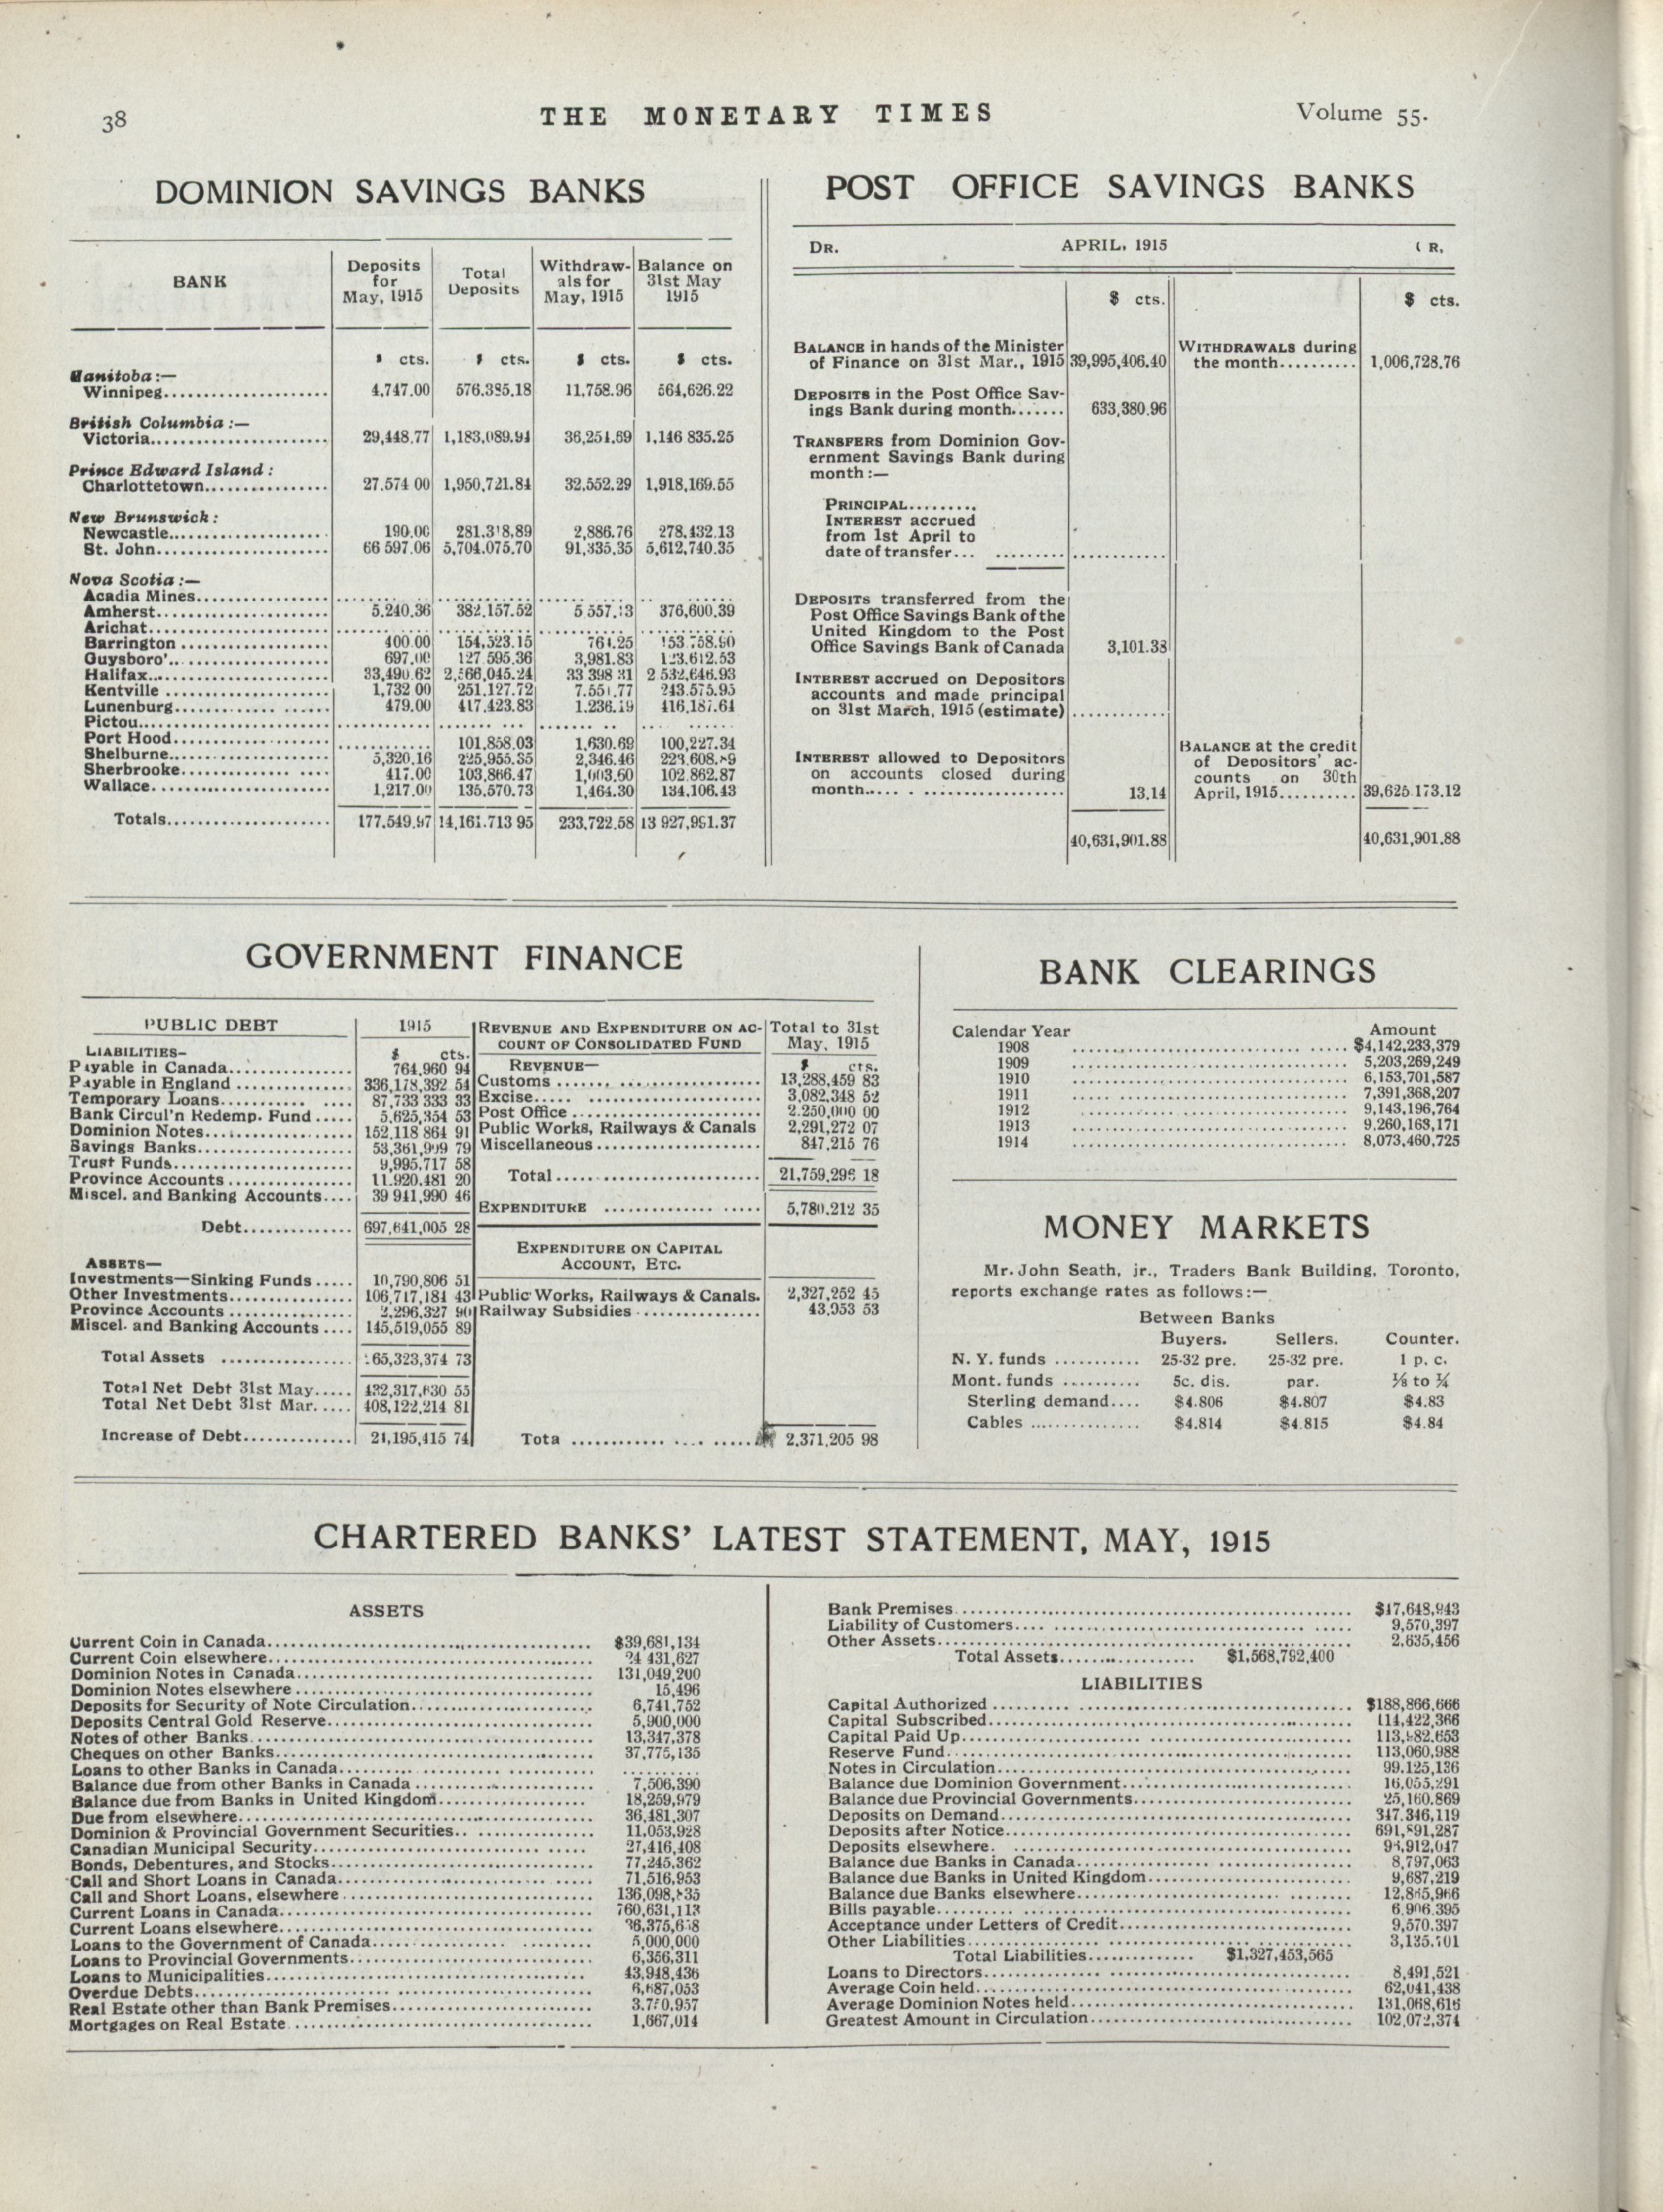 38
THE MONETARY TIMES
Volume 55.
DOMINION SAVINGS BANKS
BANK
Deposits for May, 1915
Total Deposits
Withdraw-als for May, 1915
Balance on 31st May 1915
cts. cts. $ cts. $ cts.
Manitoba:—
Winnipeg..................... 4,747.00 576,385.18 11,758.96 564,626.22
British Columbia:—
Victoria....................... 29,448.77 1,183,089.94 36,254.69 1,146 835.25
Prince Edward Island:
Charlottetown................ 27,574 00 1,950,721.84 32,552.29 1,918,169.55
New Brunswick:
Newcastle.................... 190.00 281,318,89 2,886.76 278,432.13
St. John...................... 66 597.06 5,704,075.70 91,335.35 5,612,740.35
Nova Scotia:—
Acadia Mines.................
Amherst...................... 5,240.36 382,157.52 5 557.13 376,600.39
Arichat.......................
Barrington ................... 400.00 154,523.15 764.25 153,758.90
Guysboro'.................... 697.00 127,595.36 3,981.83 123,612.53
Halifax....................... 33,490.62 2,566,045.24 33 398 31 2 532,646.93
Kentville ..................... 1,732 00 251,127.72 7,551.77 243,575.95
Lunenburg................... 479.00 417,423.83 1,236.19 416,187.64
Pictou........................
Port Hood.................... 101,858.03 1,630.69 100,227.34
Shelburne.................... 5,320.16 225,955.35 2,346.46 223,608.89
Sherbrooke.................. 417.00 103,866.47 1,003.60 102,862.87
Wallace...................... 1,217.00 135,570.73 1,464.30 134,106.43
Totals..................... 177,549.97 14,161,713 95 233,722.58 13 927,991.37
POST OFFICE SAVINGS BANKS
DR. APRIL, 1915 R,
$ cts. $ cts.
BALANCE in hands of the Minister
of Finance on 31st Mar., 1915 39,995,406.40
DEPOSITS in the Post Office Sav-
ings Bank during month....... 633,380.96
TRANSFERS from Dominion Gov-
ernment Savings Bank during
month:—
PRINCIPAL.........
INTEREST accrued
from 1st April to
date of transfer...
DEPOSITS transferred from the
Post Office Savings Bank of the
United Kingdom to the Post
Office Savings Bank of Canada 3,101.38
INTEREST accrued on Depositors
accounts and made principal
on 31st March, 1915 (estimate)
INTEREST allowed to Depositors
on accounts closed during
month..................... 13.14
40,631,901.88
WITHDRAWALS during
the month.......... 1,006,728.76
BALANCE at the credit
of Depositors' ac-
counts on 30th
April, 1915.......... 39,625,173.12
40,631,901.88
GOVERNMENT FINANCE
PUBLIC DEBT 1915
LIABILITIES— $ cts.
Payable in Canada............... 764,960 94
Payable in England .............. 336,178,392 54
Temporary Loans................ 87,733 333 33
Bank Circul'n Redemp. Fund ..... 5,625,354 53
Dominion Notes.................. 152,118 864 91
Savings Banks.................... 53,361,999 79
Trust Funds...................... 9,995,717 58
Province Accounts ............... 11,920,481 20
Miscel. and Banking Accounts.... 39 941,990 46
Debt............. 697,641,005 28
ASSETS—
Investments—Sinking Funds ..... 10,790,806 51
Other Investments............... 106,717,184 43
Province Accounts ............... 2,296,327 90
Miscel. and Banking Accounts .... 145,519,055 89
Total Assets ................ 65,323,374 73
Total Net Debt 31st May..... 432,317,630 55
Total Net Debt 31st Mar. .... 408,122,214 81
Increase of Debt............. 24,195,415 74
REVENUE AND EXPENDITURE ON AC-
COUNT OF CONSOLIDATED FUND
Total to 31st May, 1915
REVENUE— $ cts.
Customs ....................... 13,288,459 83
Excise.......................... 3,082,348 52
Post Office ..................... 2,250,000 00
Public Works, Railways & Canals 2,291,272 07
Miscellaneous ................... 847,215 76
Total........................ 21,759,296 18
EXPENDITURE ................... 5,780,212 35
EXPENDITURE ON CAPITAL
ACCOUNT, ETC.
Public Works, Railways & Canals. 2,327,252 45
Railway Subsidies ............... 43,953 53
Tota ........................ 2,371,205 98
BANK CLEARINGS
Calendar Year Amount
1908 ........................ $4,142,233,379
1909 ........................ 5,203,269,249
1910 ........................ 6,153,701,587
1911 ........................ 7,391,368,207
1912 ........................ 9,143,196,764
1913 ........................ 9,260,163,171
1914 ........................ 8,073,460,725
MONEY MARKETS
Mr. John Seath, jr., Traders Bank Building, Toronto,
reports exchange rates as follows:—
Between Banks
Buyers. Sellers. Counter.
N. Y. funds ........... 25-32 pre. 25-32 pre. 1 p. c.
Mont. funds .......... 5c. dis. par. ⅛ to ¼
Sterling demand.... $4.806 $4.807 $4.83
Cables ............... $4.814 $4.815 $4.84
CHARTERED BANKS' LATEST STATEMENT, MAY, 1915
ASSETS
Current Coin in Canada............................ $39,681,134
Current Coin elsewhere............................ 24 431,627
Dominion Notes in Canada......................... 131,049,200
Dominion Notes elsewhere ......................... 15,496
Deposits for Security of Note Circulation............ 6,741,752
Deposits Central Gold Reserve...................... 5,900,000
Notes of other Banks............................... 13,347,378
Cheques on other Banks............................ 37,775,135
Loans to other Banks in Canada....................
Balance due from other Banks in Canada ............ 7,506,390
Balance due from Banks in United Kingdom.......... 18,259,979
Due from elsewhere................................ 36,481,307
Dominion & Provincial Government Securities........ 11,053,928
Canadian Municipal Security........................ 27,416,408
Bonds, Debentures, and Stocks..................... 77,245,362
Call and Short Loans in Canada..................... 71,516,953
Call and Short Loans, elsewhere.................... 136,098,835
Current Loans in Canada........................... 760,631,113
Current Loans elsewhere...........................
Loans to the Government of Canada................ 5,000,000
Loans to Provincial Governments................... 6,356,311
Loans to Municipalities............................. 43,948,436
Overdue Debts..................................... 6,687,053
Real Estate other than Bank Premises..............
Mortgages on Real Estate.......................... 1,667,014
Bank Premises..................................... $47,648,943
Liability of Customers.............................. 9,570,397
Other Assets....................................... 2,635,456
Total Assets................ $1,568,792,400
LIABILITIES
Capital Authorized ................................. $188,866,666
Capital Subscribed................................. 114,422,366
Capital Paid Up.................................... 113,982,653
Reserve Fund...................................... 113,060,988
Notes in Circulation................................ 99,125,136
Balance due Dominion Government................. 16,055,291
Balance due Provincial Governments............... 25,160,869
Deposits on Demand............................... 347,346,119
Deposits after Notice............................... 691,891,287
Deposits elsewhere.
Balance due Banks in Canada...................... 8,797,063
Balance due Banks in United Kingdom.............. 9,687,219
Balance due Banks elsewhere...................... 12,845,966
Bills payable....................................... 6,906,395
Acceptance under Letters of Credit................. 9,570,397
Other Liabilities.................................... 3,135,701
Total Liabilities............. $1,327,453,565
Loans to Directors................................. 8,491,521
Average Coin held................................. 62,041,438
Average Dominion Notes held...................... 131,068,616
Greatest Amount in Circulation..................... 102,072,374